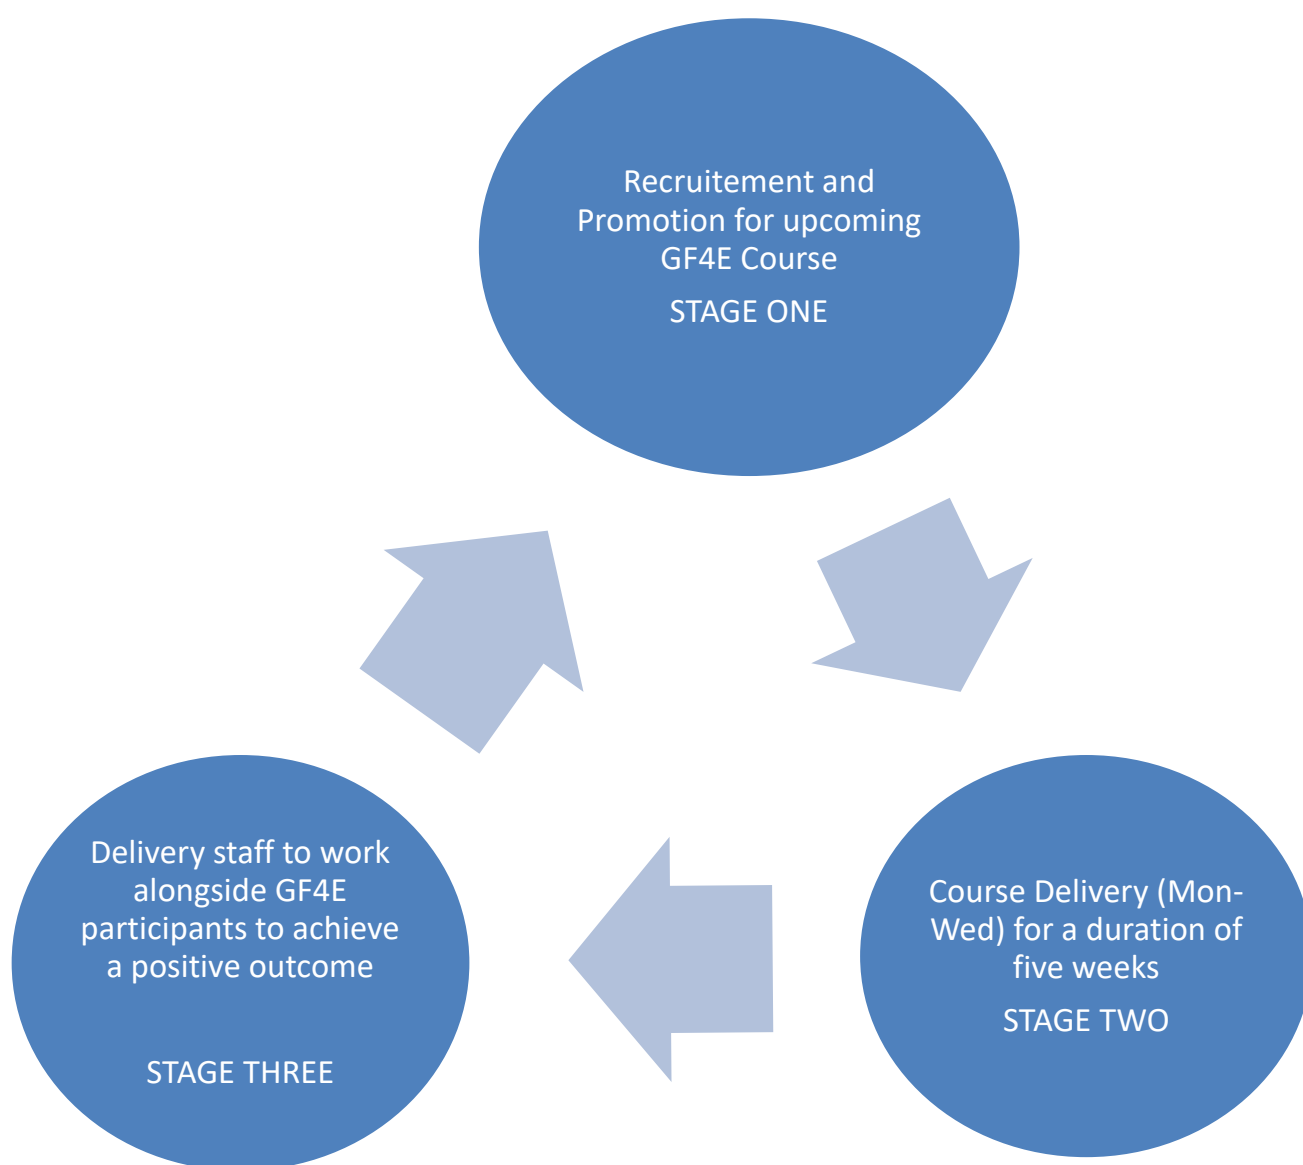 Recruitement and
Promotion for upcoming
GF4E Course
STAGE ONE
Course Delivery (Mon-
Wed) for a duration of
five weeks
STAGE TWO
Delivery staff to work
alongside GF4E
participants to achieve
a positive outcome
STAGE THREE